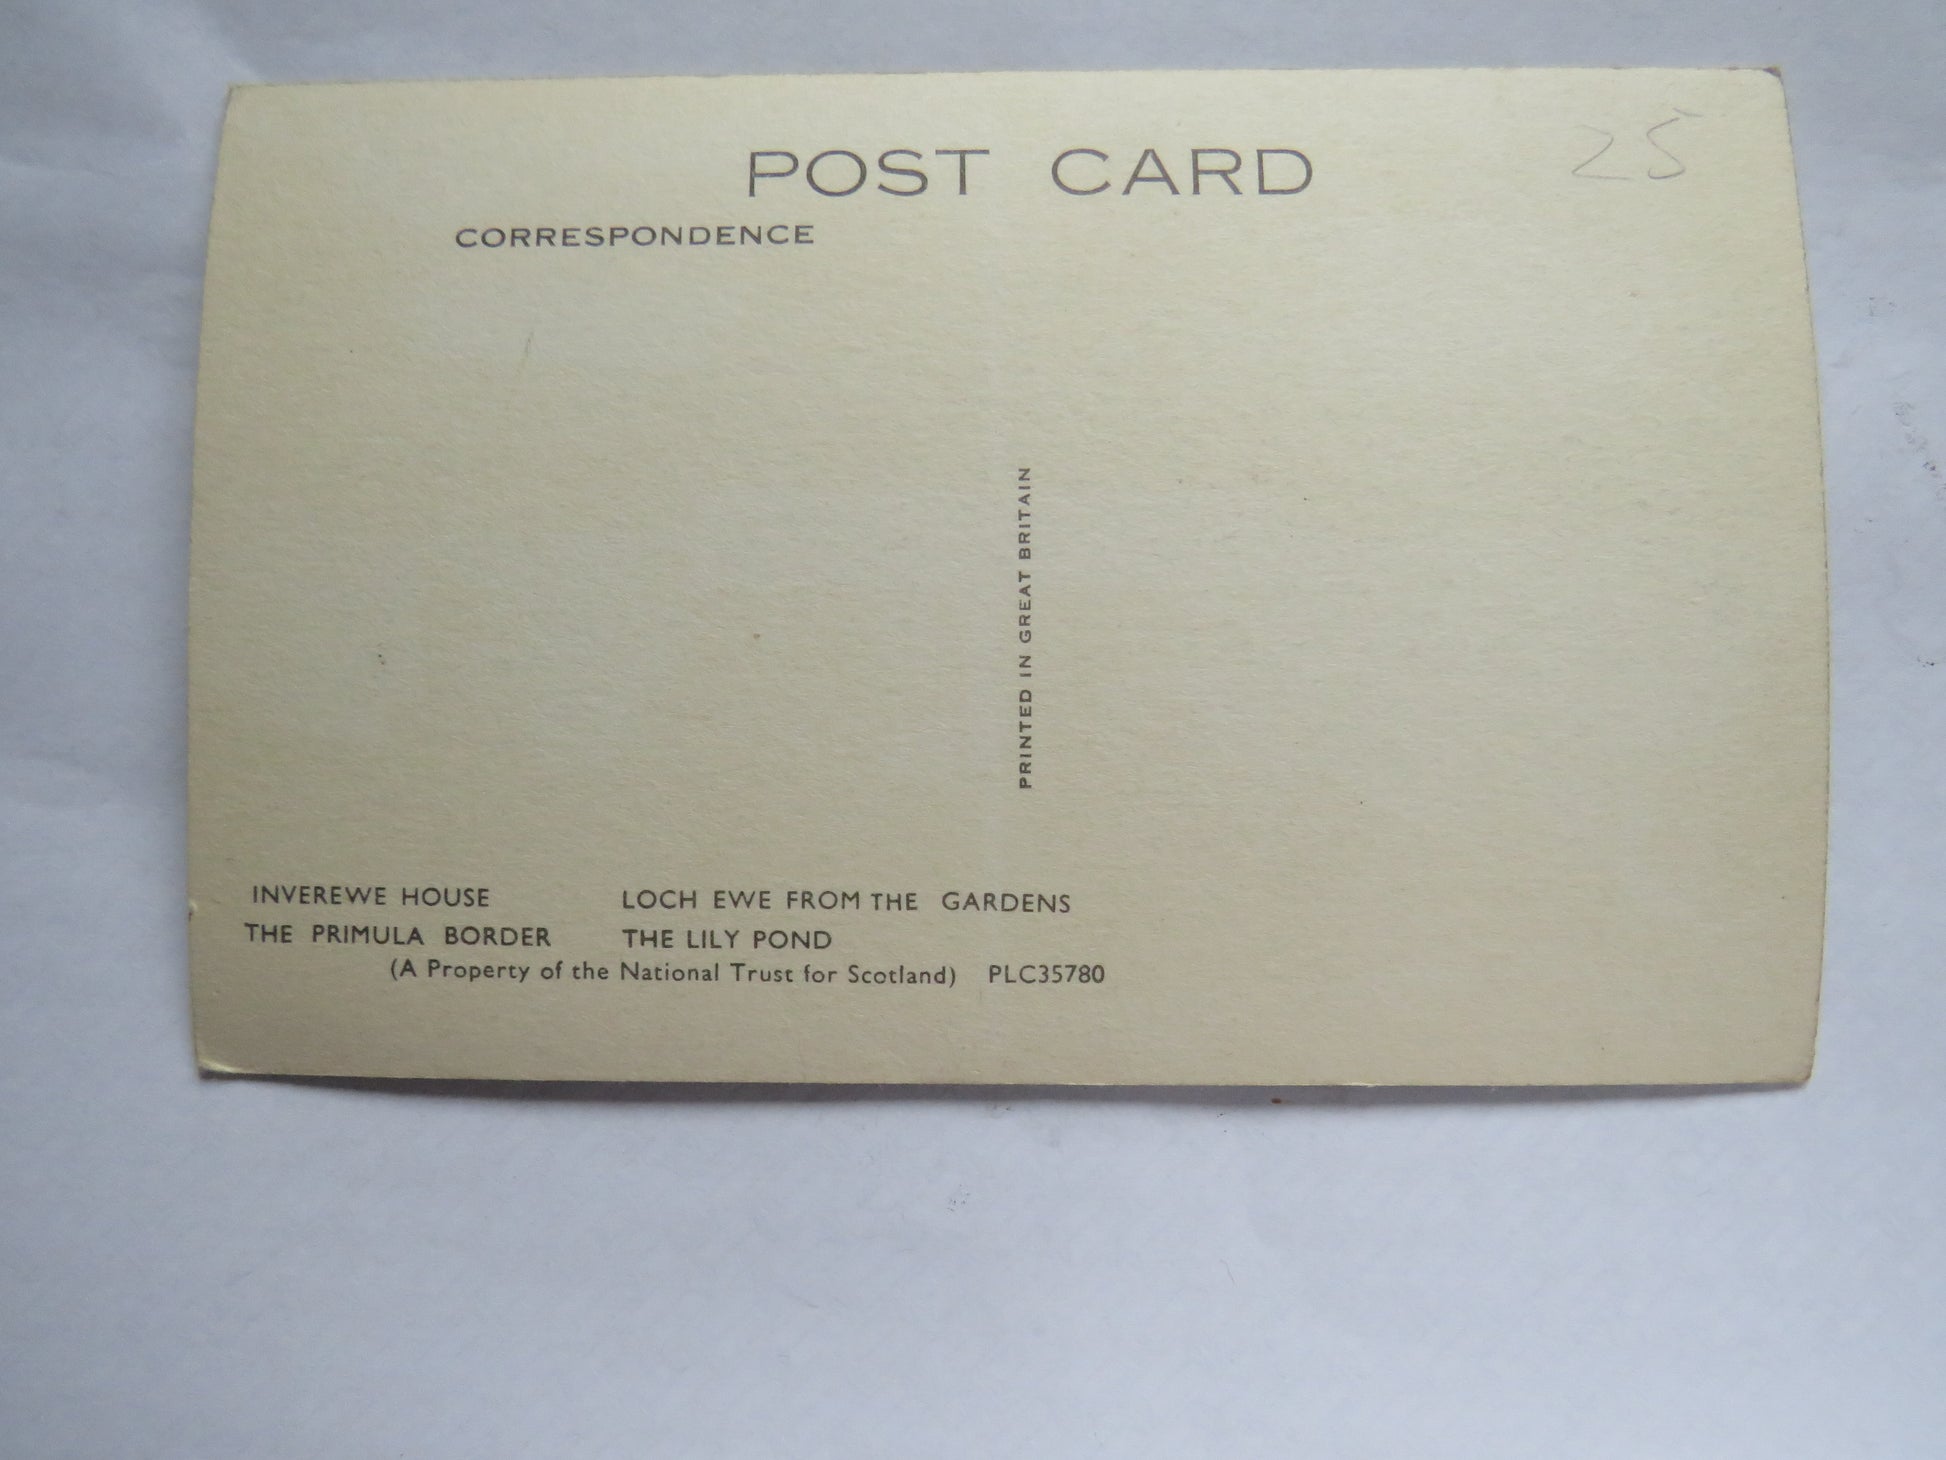 POST CARD
25
CORRESPONDENCE
PRINTED IN GREAT BRITAIN
INVEREWE HOUSE LOCH EWE FROM THE GARDENS
THE PRIMULA BORDER THE LILY POND
(A Property of the National Trust for Scotland) PLC35780